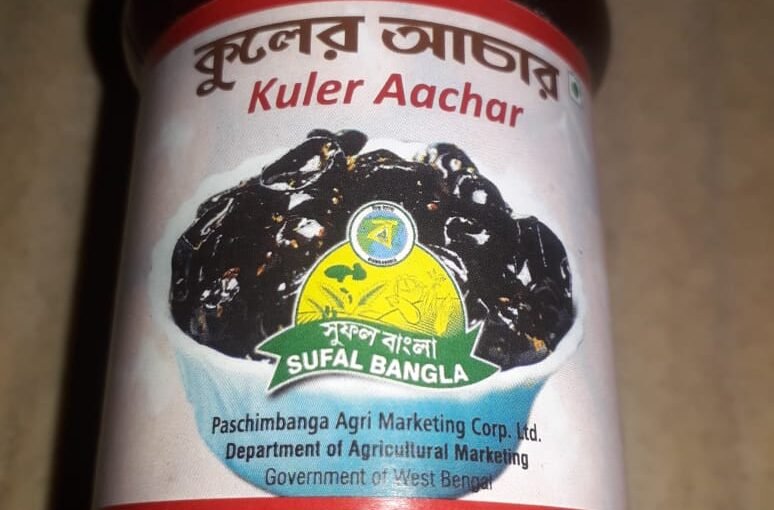 কুলের আচার
Kuler Aachar
ব
সুফল বাংলা
SUFAL BANGLA
Paschimbanga Agri Marketing Corp. Ltd.
Department of Agricultural Marketing
Government of West Bengal